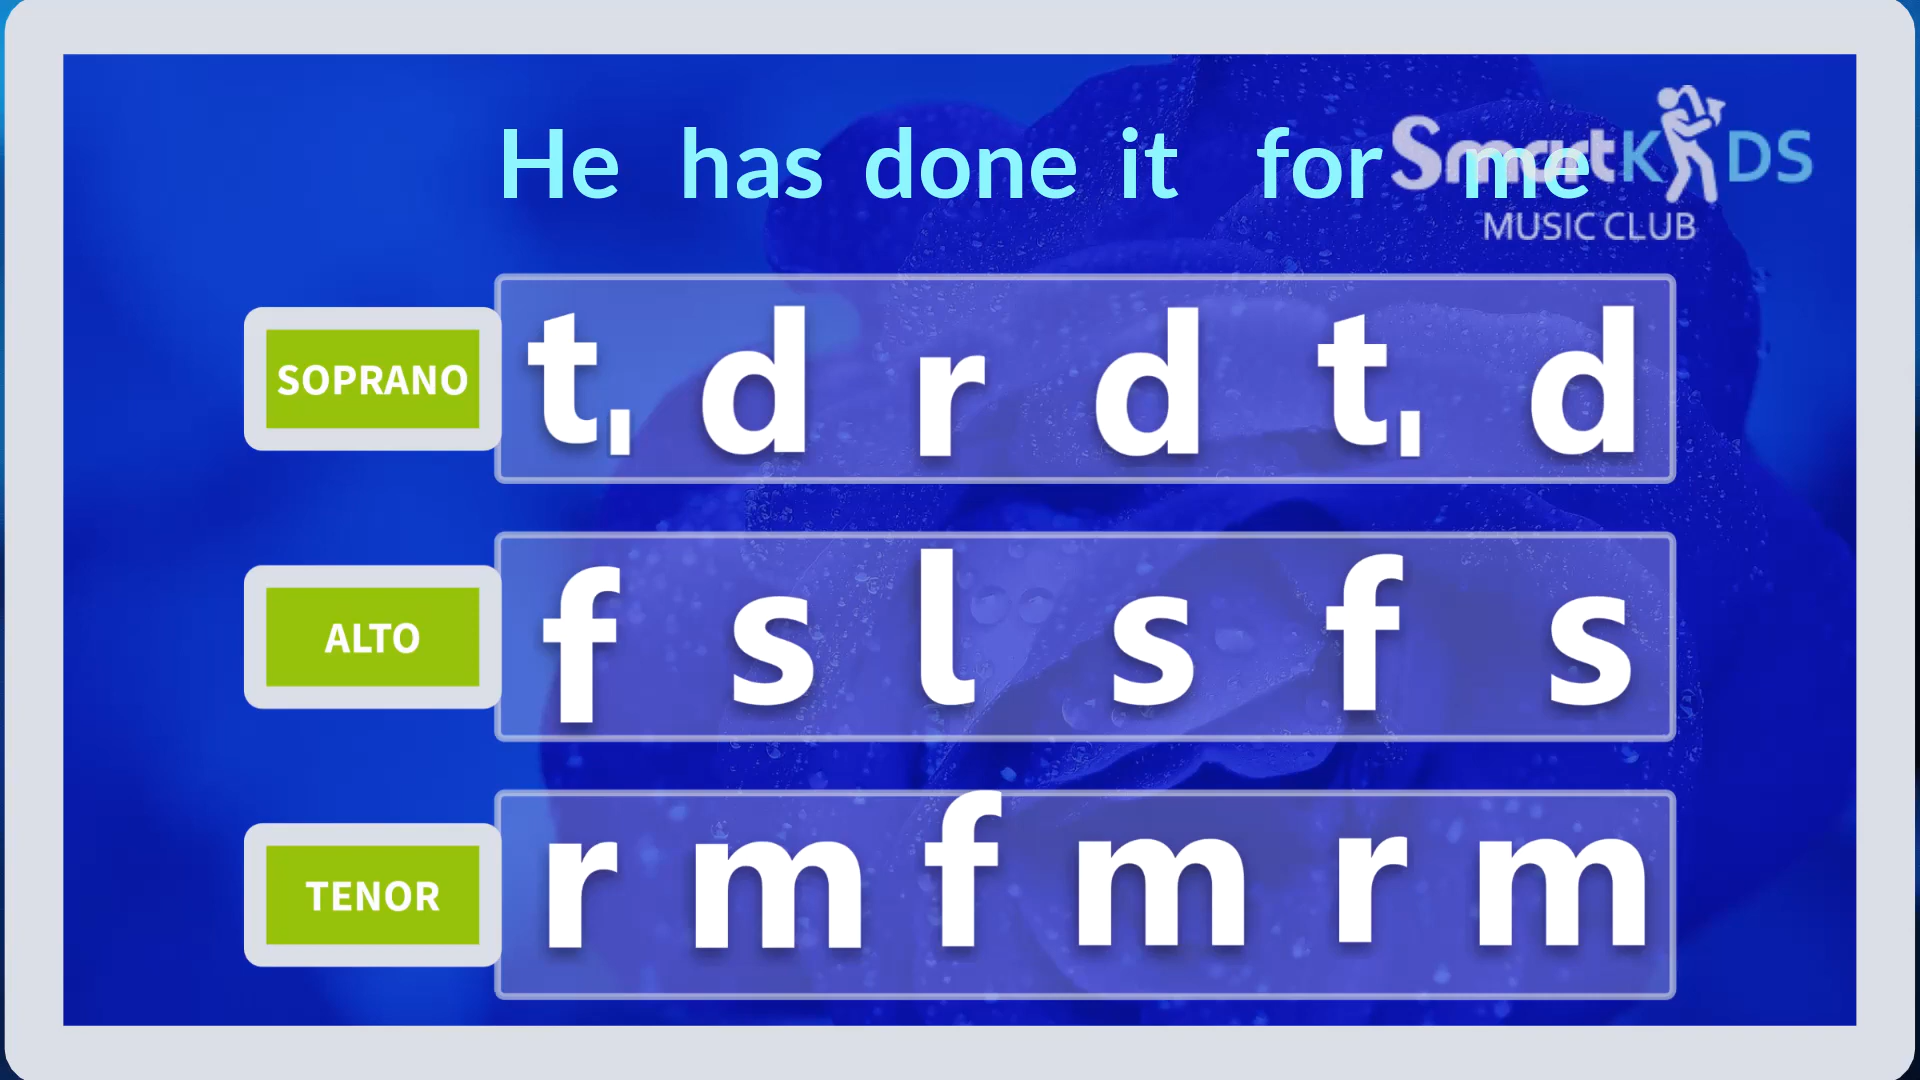 He has done it for me
SmartKIDS
MUSIC CLUB
SOPRANO t, d r d t, d
ALTO f s l s f s
TENOR r m f m r m